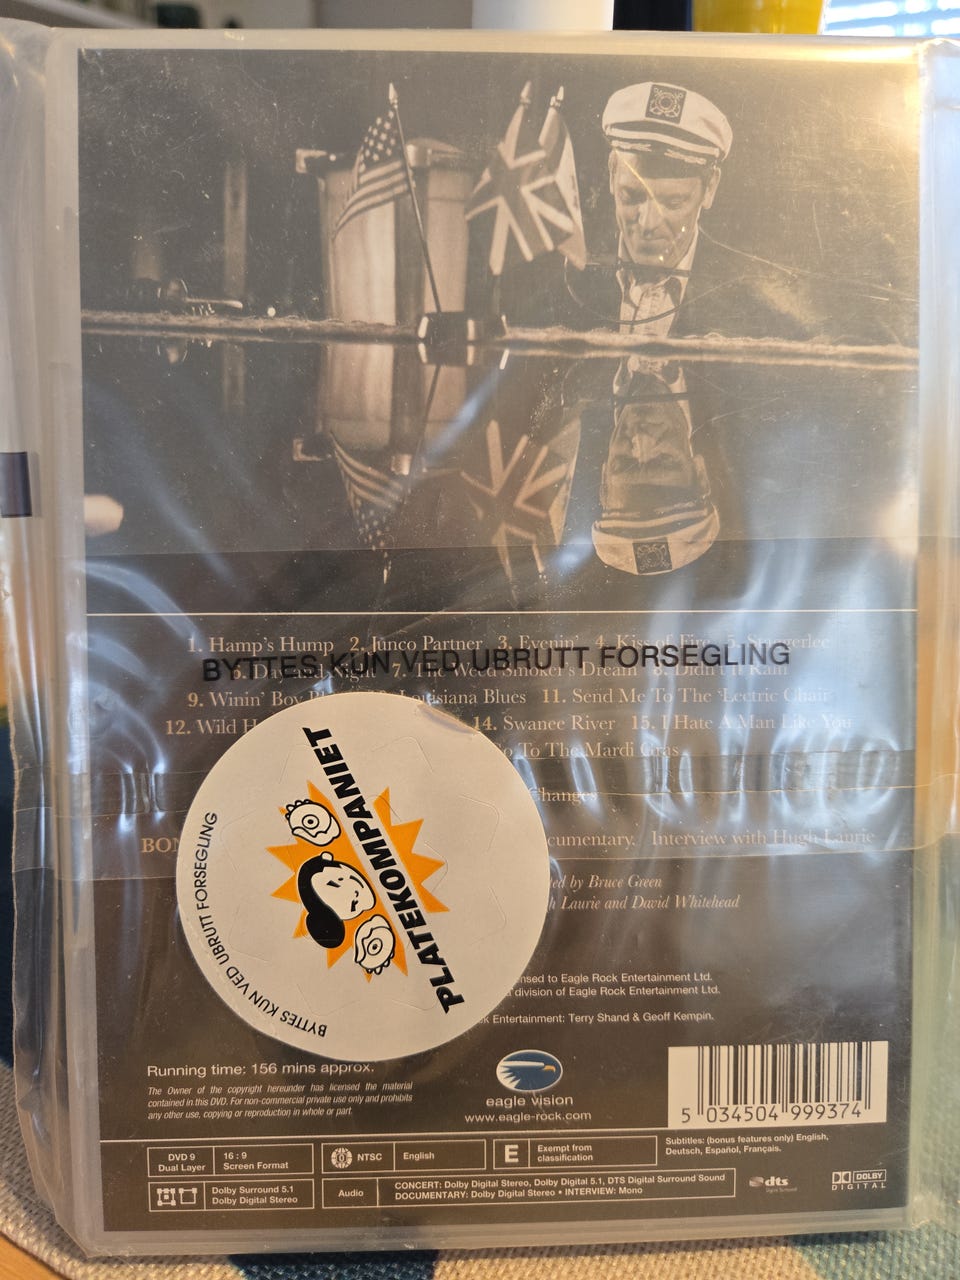 1. Hamp's Hump 2. Junco Partner 3. Evenin' 4. Kiss of Fire 5. Staggerlee
BYTTES KUN VED UBRUTT FORSEGLING
6. Day and Night 7. The Weed Smoker's Dream 8. Didn't It Rain
9. Winin' Boy Louisiana Blues 11. Send Me To The 'Lectric Chair
12. Wild 14. Swanee River 15. I Hate A Man Like You
Go To The Mardi Gras
Changes
Interview with Hugh Laurie
by Bruce Green
Laurie and David Whitehead
PLATEKOMPANIET
BYTTES KUN VED UBRUTT FORSEGLING
to Eagle Rock Entertainment Ltd.
a division of Eagle Rock Entertainment Ltd.
Entertainment: Terry Shand & Geoff Kempin.
Running time: 156 mins approx.
The Owner of the copyright hereunder has licensed the material
contained in this DVD. For non-commercial private use only and prohibits
any other use, copying or reproduction in whole or part.
eagle vision
www.eagle-rock.com
5 034504 999374
DVD 9
Dual Layer
16 : 9
Screen Format
NTSC
English
E
Exempt from
classification
Subtitles: (bonus features only) English,
Deutsch, Español, Français.
Dolby Surround 5.1
Dolby Digital Stereo
Audio
CONCERT: Dolby Digital Stereo, Dolby Digital 5.1, DTS Digital Surround Sound
DOCUMENTARY: Dolby Digital Stereo • INTERVIEW: Mono
dts
Digital Surround
DOLBY
DIGITAL